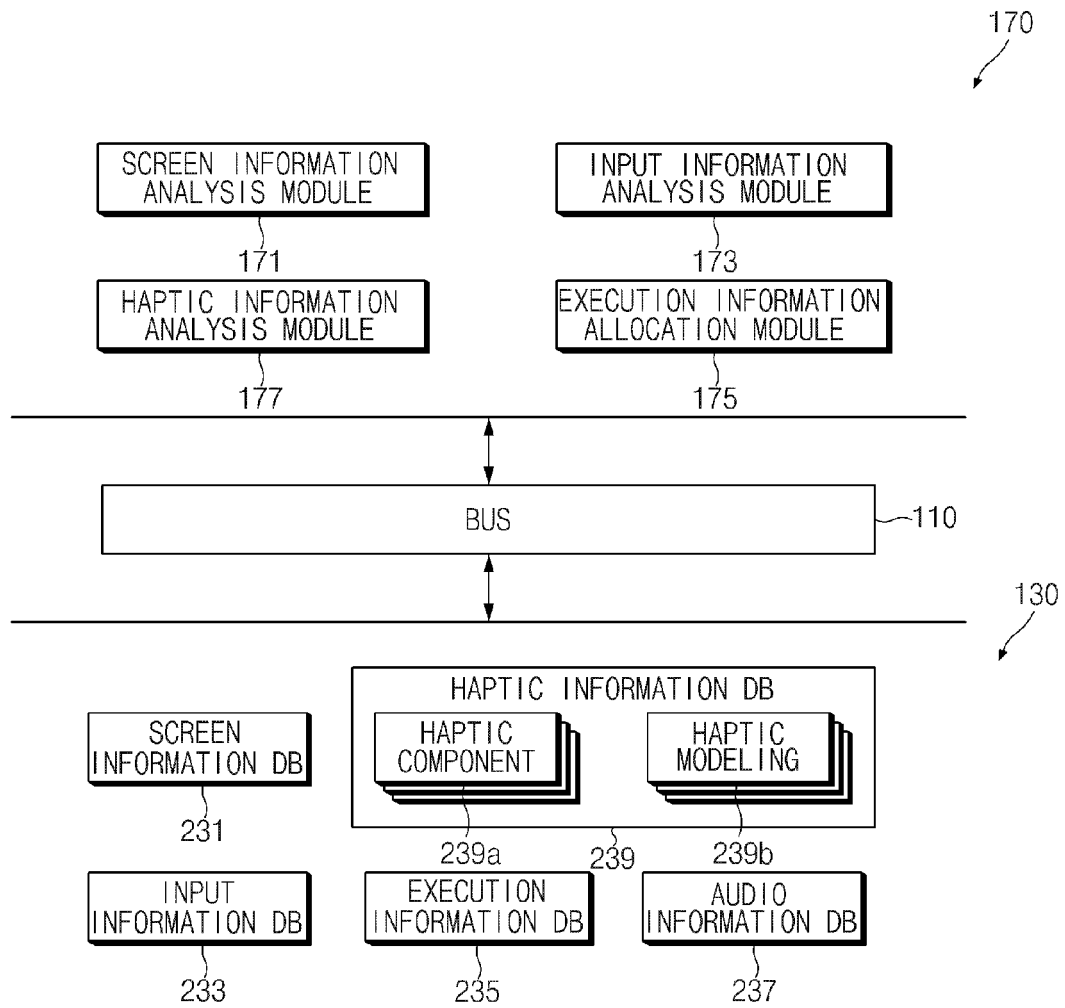 170
SCREEN INFORMATION
ANALYSIS MODULE
171
INPUT INFORMATION
ANALYSIS MODULE
173
HAPTIC INFORMATION
ANALYSIS MODULE
177
EXECUTION INFORMATION
ALLOCATION MODULE
175
BUS
110
130
HAPTIC INFORMATION DB
SCREEN
INFORMATION DB
231
HAPTIC
COMPONENT
239a
239
HAPTIC
MODELING
239b
INPUT
INFORMATION DB
233
EXECUTION
INFORMATION DB
235
AUDIO
INFORMATION DB
237